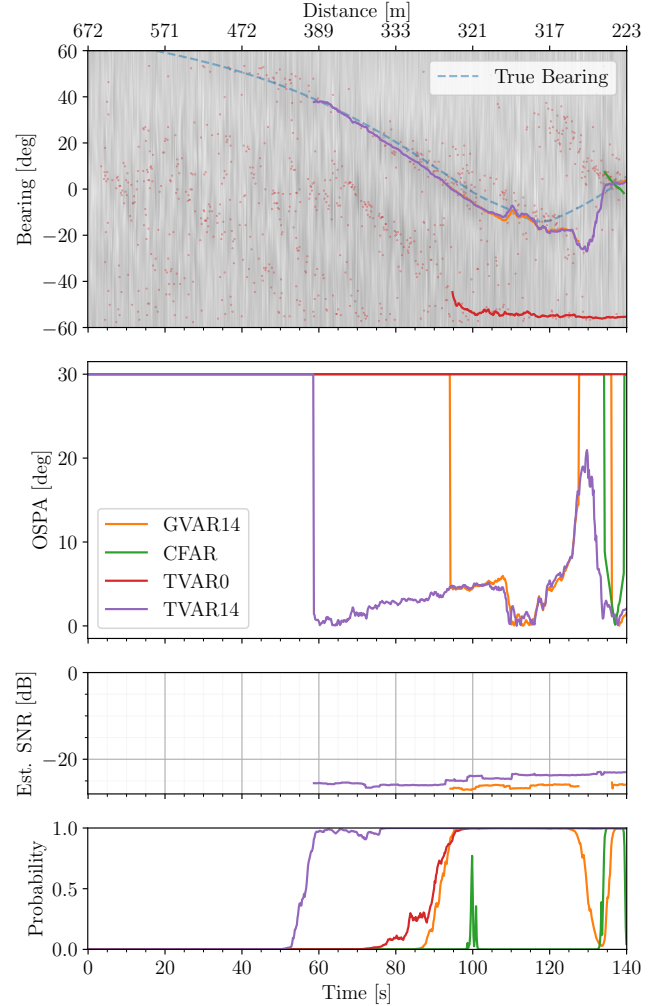 Distance [m]
672 571 472 389 333 321 317 223
60
40
20
0
−20
−40
−60
Bearing [deg]
True Bearing
30
20
10
0
OSPA [deg]
GVAR14
CFAR
TVAR0
TVAR14
0
−20
Est. SNR [dB]
1.0
0.5
0.0
Probability
0 20 40 60 80 100 120 140
Time [s]